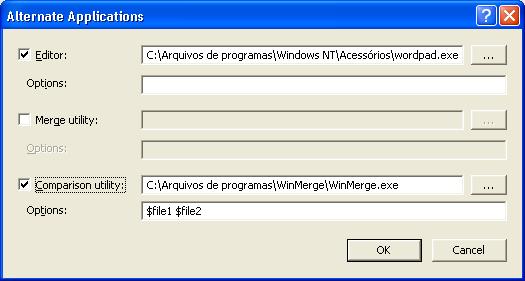 Alternate Applications
Editor: C:\Arquivos de programas\Windows NT\Acessórios\wordpad.exe ...
Options:
Merge utility: ...
Options:
Comparison utility: C:\Arquivos de programas\WinMerge\WinMerge.exe ...
Options: $file1 $file2
OK Cancel